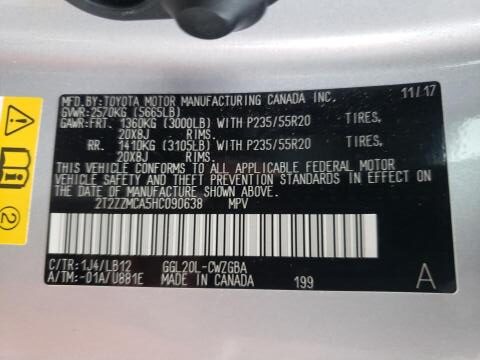 MFD.BY:TOYOTA MOTOR MANUFACTURING CANADA INC. 11/17
GVWR:2570KG (5665LB)
GAWR:FRT. 1360KG (3000LB) WITH P235/55R20 TIRES,
20X8J RIMS.
RR. 1410KG (3105LB) WITH P235/55R20 TIRES,
20X8J RIMS.
THIS VEHICLE CONFORMS TO ALL APPLICABLE FEDERAL MOTOR
VEHICLE SAFETY STANDARDS IN EFFECT ON THE
DATE OF MANUFACTURE SHOWN ABOVE.
2T2ZZMCA5HC090638 MPV
C/TR:1J4/LB12 GGL20L-CWZGBA
A/TM:-01A/U881E MADE IN CANADA 199 A
2